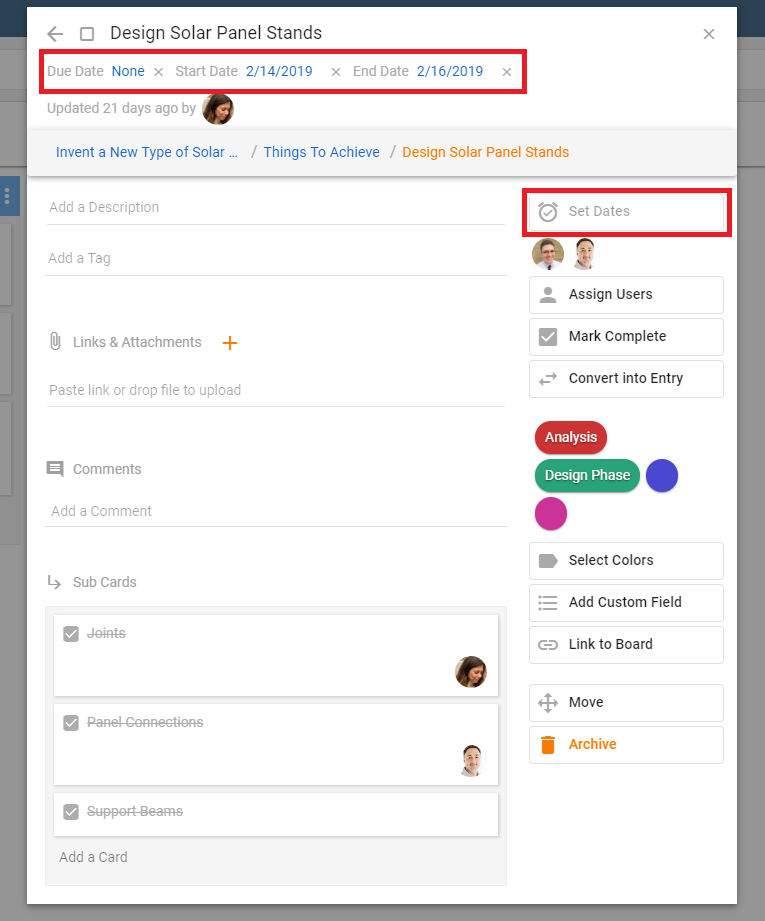 Design Solar Panel Stands
Due Date None Start Date 2/14/2019 End Date 2/16/2019
Updated 21 days ago by
Invent a New Type of Solar ... / Things To Achieve / Design Solar Panel Stands
Add a Description
Set Dates
Add a Tag
Assign Users
Mark Complete
Links & Attachments
Convert into Entry
Paste link or drop file to upload
Analysis
Design Phase
Comments
Add a Comment
Select Colors
Sub Cards
Add Custom Field
Joints
Link to Board
Move
Panel Connections
Archive
Support Beams
Add a Card